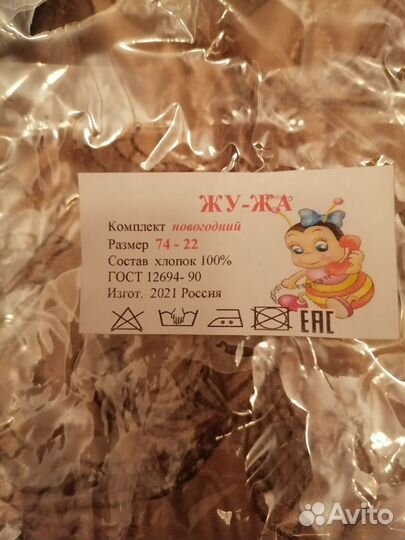 ЖУ-ЖА
Комплект новогодний
Размер 74 - 22
Состав хлопок 100%
ГОСТ 12694- 90
Изгот. 2021 Россия
EAC
Avito